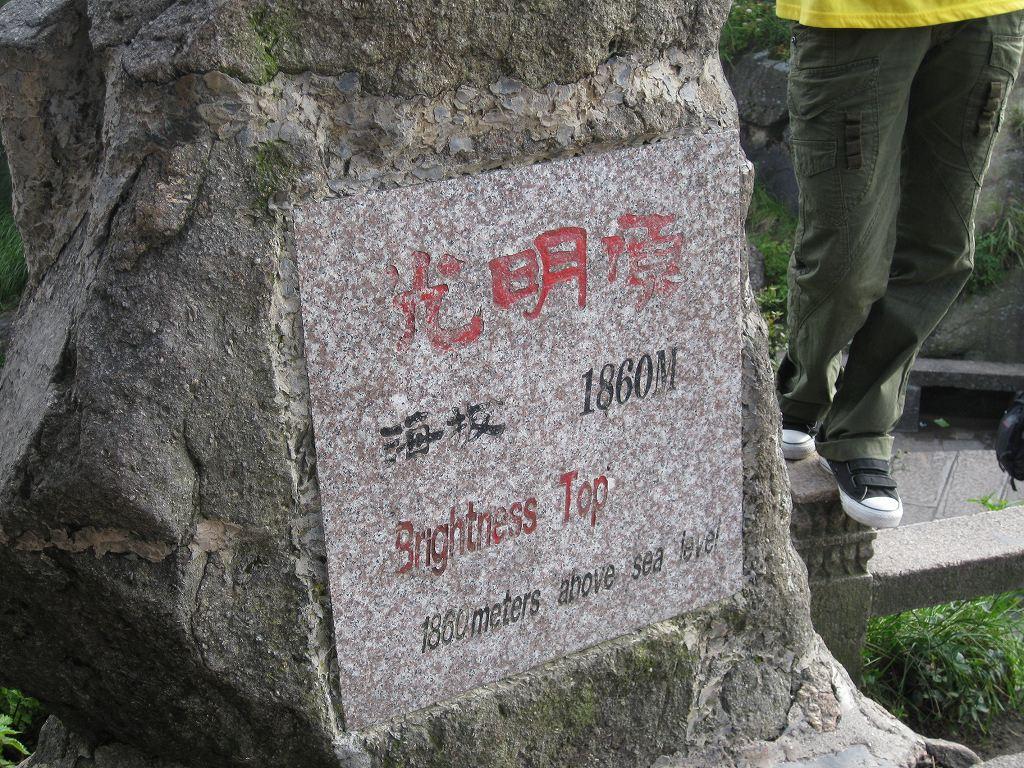 光明顶
海拔 1860M
Brightness Top
1860meters above sea level